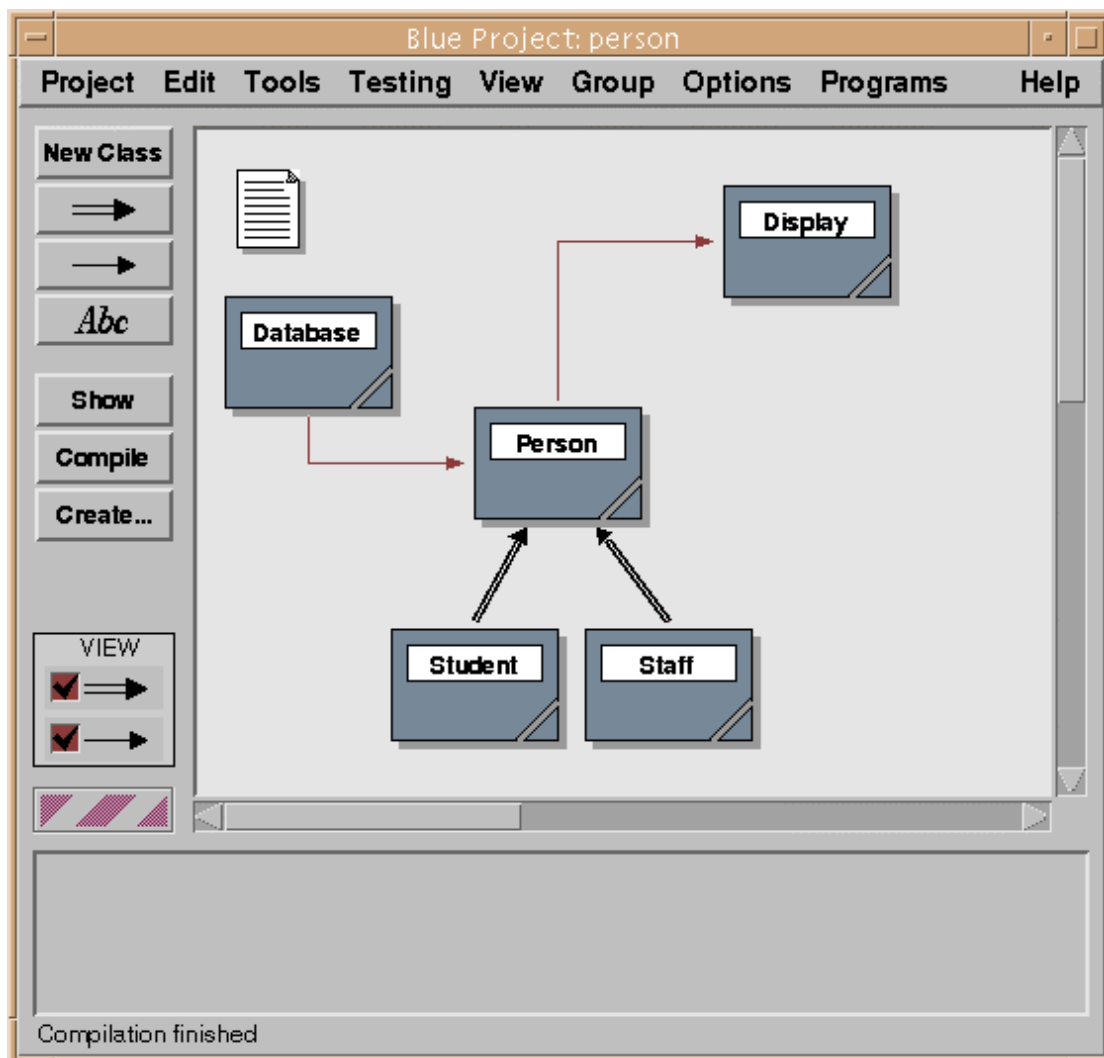 Blue Project: person
Project Edit Tools Testing View Group Options Programs Help
New Class
Abc
Show
Compile
Create...
VIEW
Display
Database
Person
Student
Staff
Compilation finished